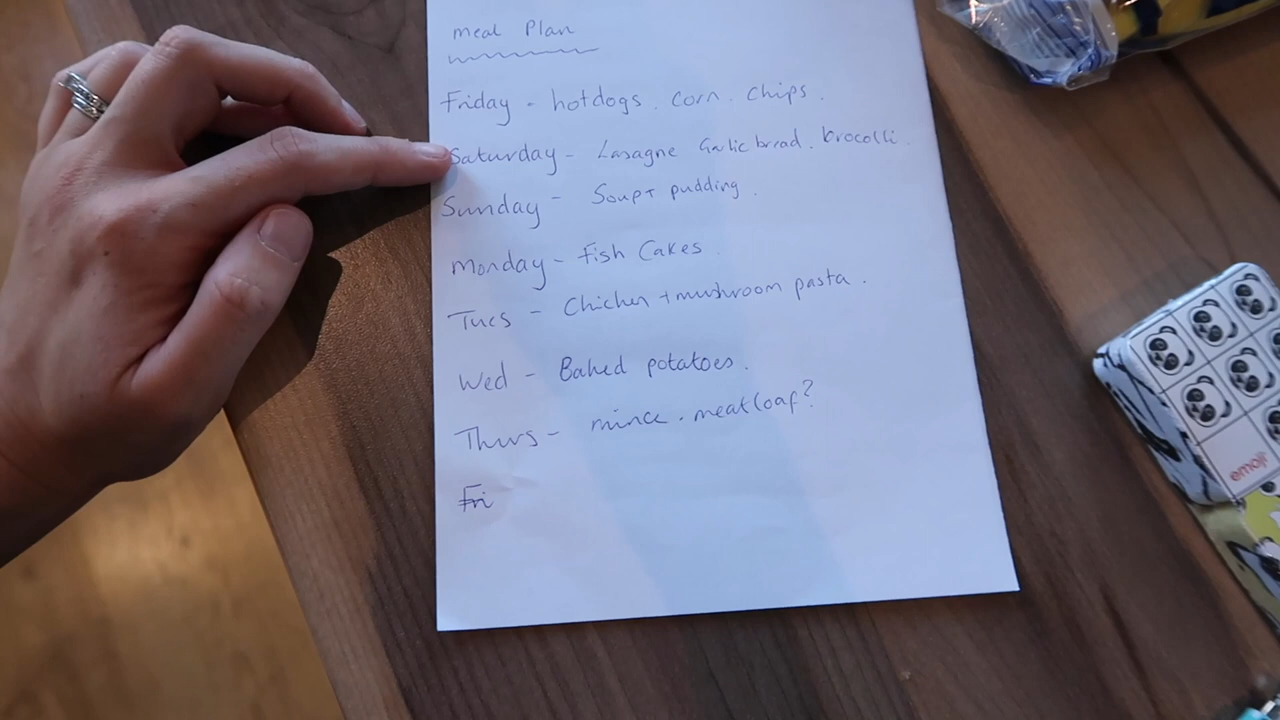 meal Plan
Friday - hotdogs. corn. chips.
Saturday - Lasagne Garlic bread. brocolli.
Sunday - Soup + pudding.
Monday - fish Cakes.
Tues - Chicken + mushroom pasta.
Wed - Baked potatoes.
Thurs - mince. meatloaf?
Fri
emoji